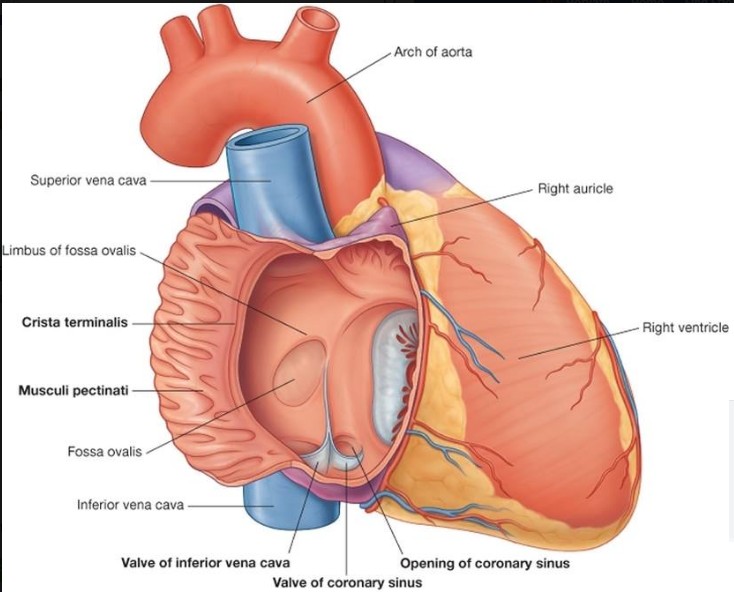 Arch of aorta
Superior vena cava
Right auricle
Limbus of fossa ovalis
Crista terminalis
Right ventricle
Musculi pectinati
Fossa ovalis
Inferior vena cava
Valve of inferior vena cava
Opening of coronary sinus
Valve of coronary sinus